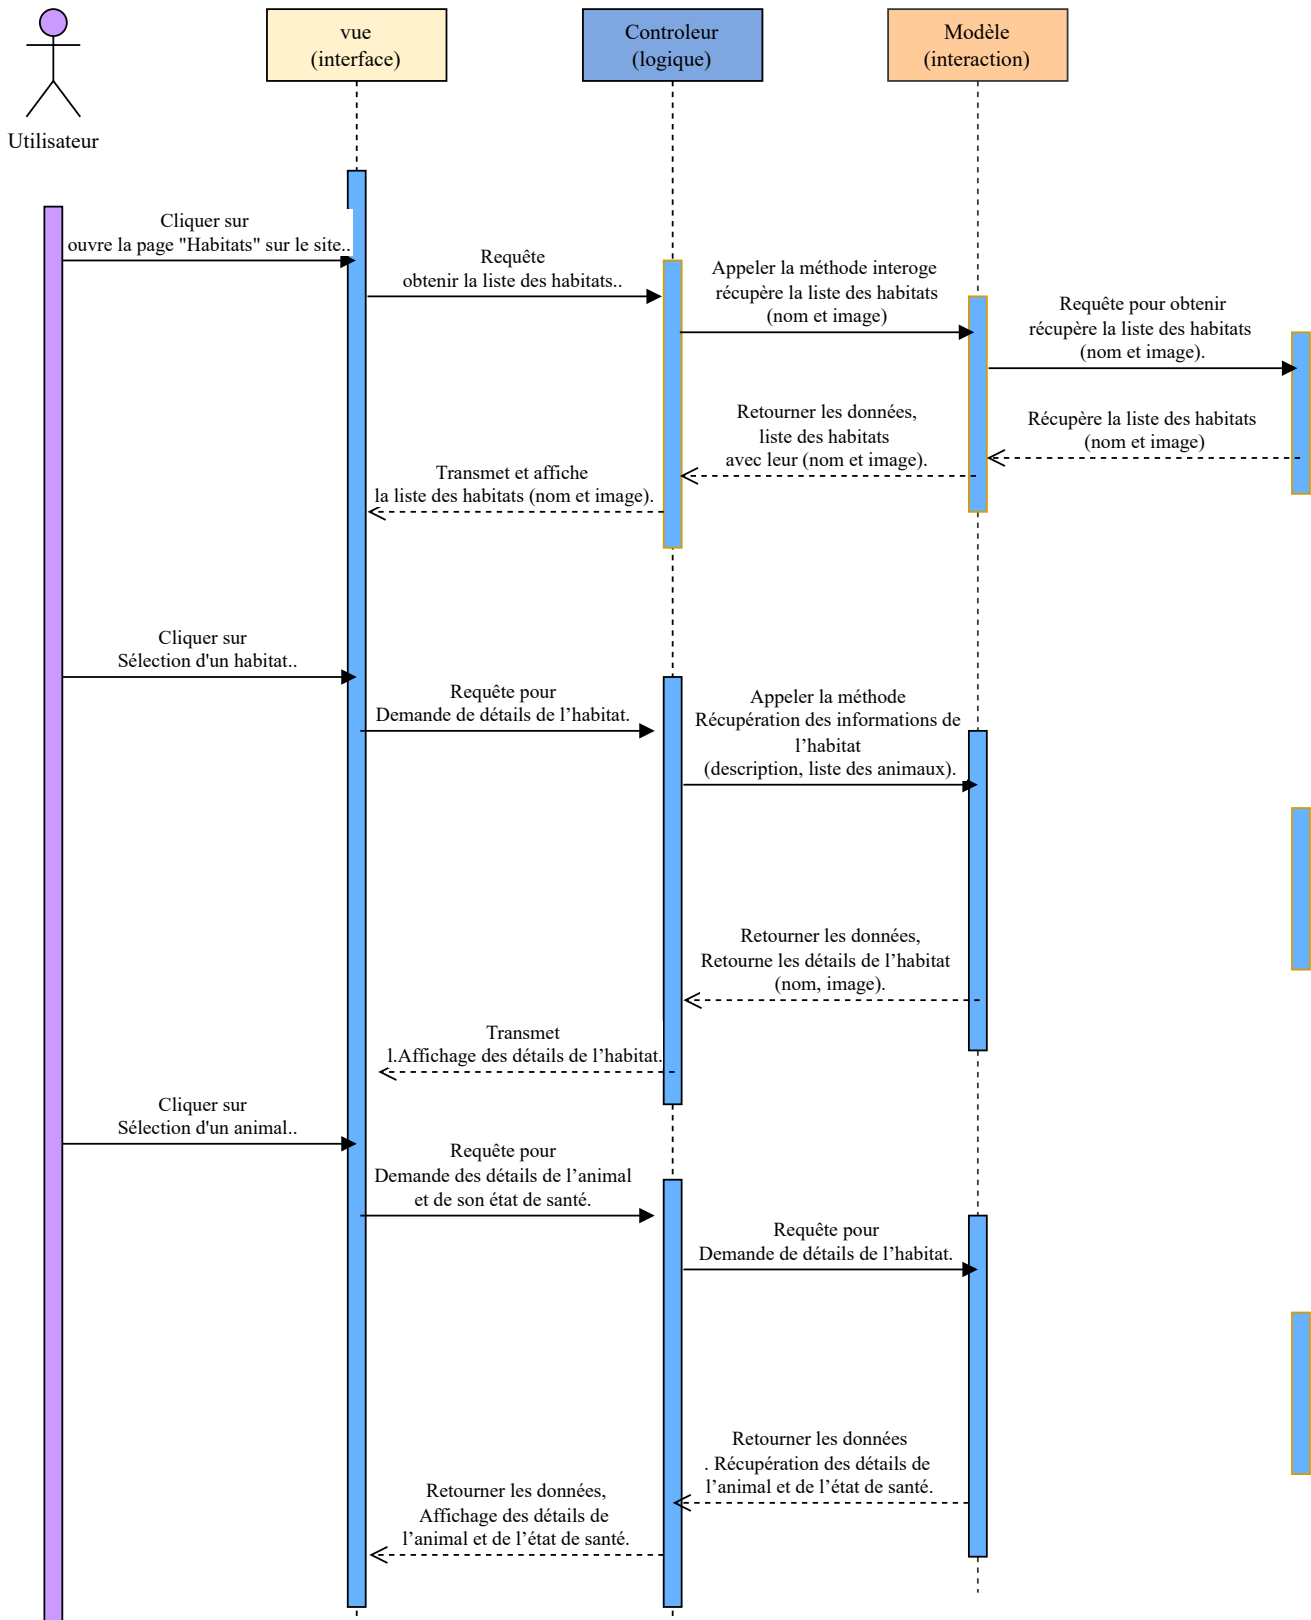 vue
(interface)
Controleur
(logique)
Modèle
(interaction)
Utilisateur
Cliquer sur
ouvre la page "Habitats" sur le site..
Requête
obtenir la liste des habitats..
Appeler la méthode interoge
récupère la liste des habitats
(nom et image)
Requête pour obtenir
récupère la liste des habitats
(nom et image).
Récupère la liste des habitats
(nom et image)
Retourner les données,
liste des habitats
avec leur (nom et image).
Transmet et affiche
la liste des habitats (nom et image).
Cliquer sur
Sélection d'un habitat..
Requête pour
Demande de détails de l’habitat.
Appeler la méthode
Récupération des informations de
l’habitat
(description, liste des animaux).
Retourner les données,
Retourne les détails de l’habitat
(nom, image).
Transmet
l.Affichage des détails de l’habitat.
Cliquer sur
Sélection d'un animal..
Requête pour
Demande des détails de l’animal
et de son état de santé.
Requête pour
Demande de détails de l’habitat.
Retourner les données
. Récupération des détails de
l’animal et de l’état de santé.
Retourner les données,
Affichage des détails de
l’animal et de l’état de santé.